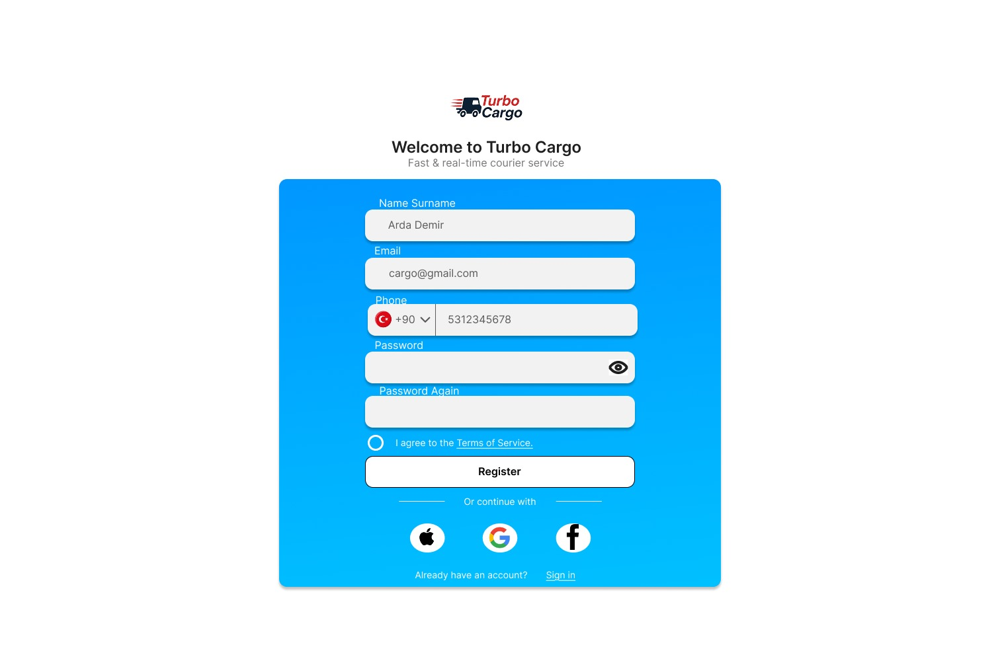 Turbo
Cargo
Welcome to Turbo Cargo
Fast & real-time courier service
Name Surname
Arda Demir
Email
cargo@gmail.com
Phone
+90 5312345678
Password
Password Again
I agree to the Terms of Service.
Register
Or continue with
Already have an account? Sign in